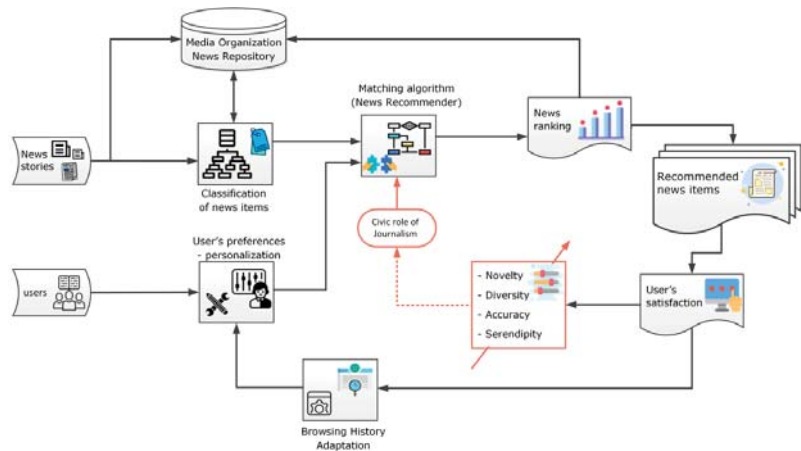 Media Organization
News Repository
Matching algorithm
(News Recommender)
News
ranking
News
stories
Classification
of news items
Recommended
news items
Civic role of
Journalism
User's preferences
- personalization
users
- Novelty
- Diversity
- Accuracy
- Serendipity
User's
satisfaction
Browsing History
Adaptation